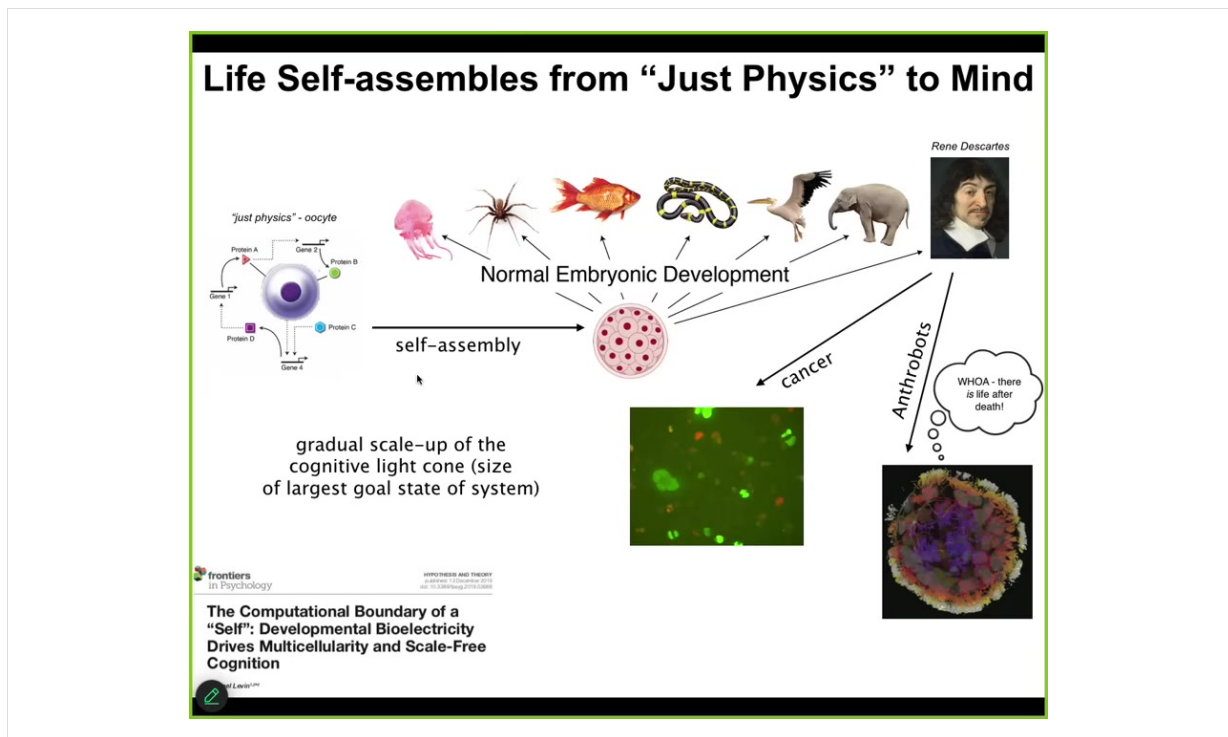 Life Self-assembles from “Just Physics” to Mind
Rene Descartes
“just physics” - oocyte
Protein A
Gene 2
Protein B
Gene 1
Protein C
Protein D
Gene 4
Normal Embryonic Development
self-assembly
cancer
Anthrobots
WHOA - there
is life after
death!
gradual scale-up of the
cognitive light cone (size
of largest goal state of system)
frontiers
in Psychology
HYPOTHESIS AND THEORY
The Computational Boundary of a
“Self”: Developmental Bioelectricity
Drives Multicellularity and Scale-Free
Cognition
Levin